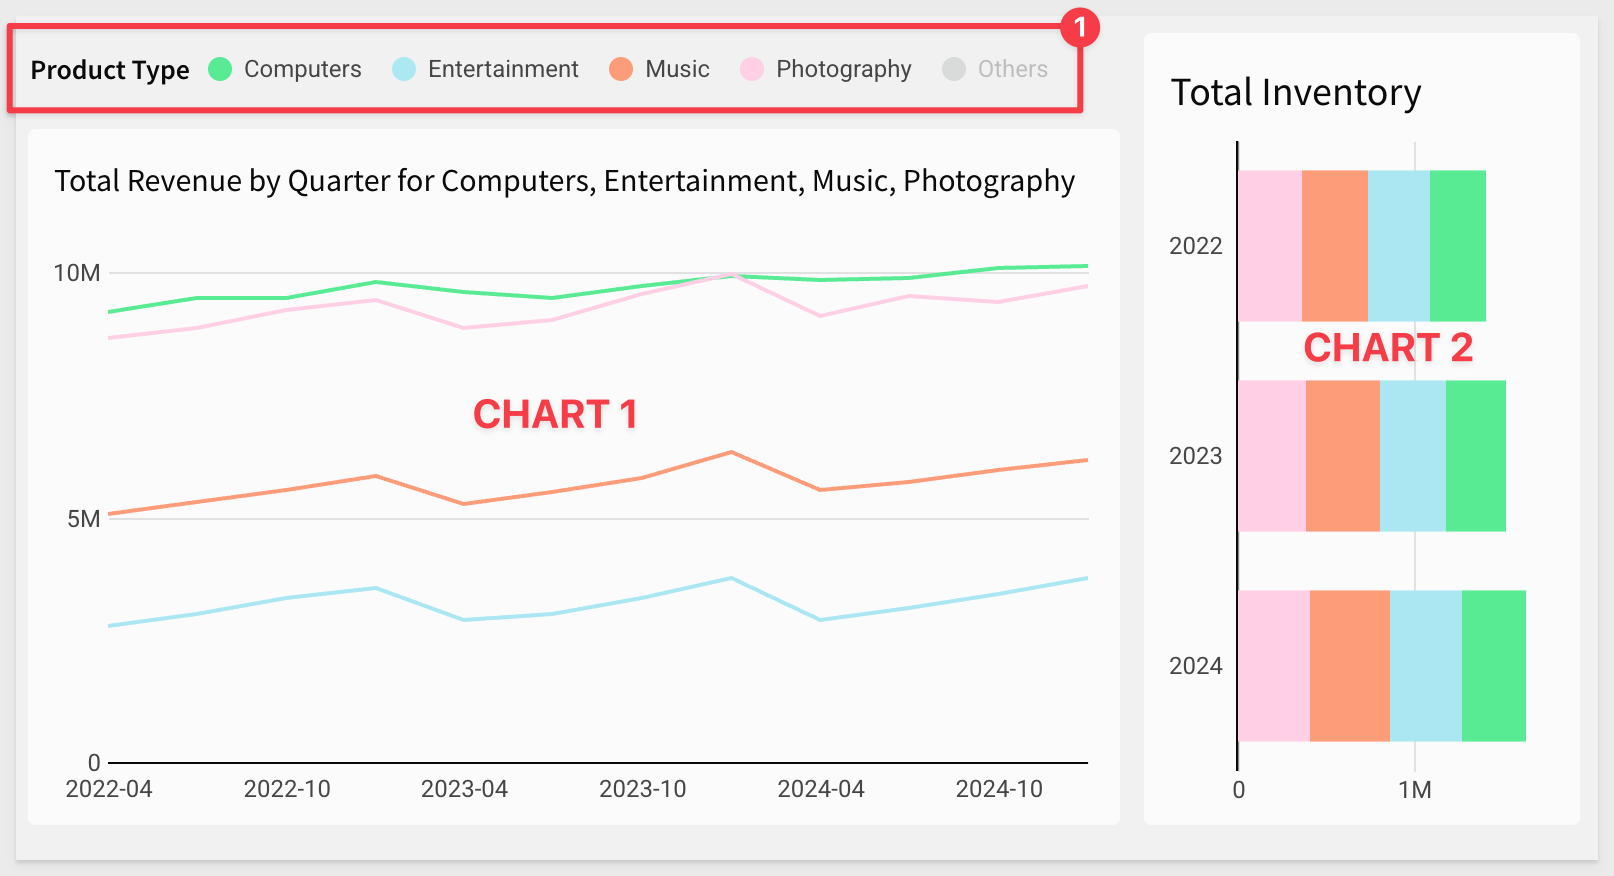 1
Product Type Computers Entertainment Music Photography Others
Total Revenue by Quarter for Computers, Entertainment, Music, Photography
10M
CHART 1
5M
0
2022-04 2022-10 2023-04 2023-10 2024-04 2024-10
Total Inventory
2022
CHART 2
2023
2024
0 1M